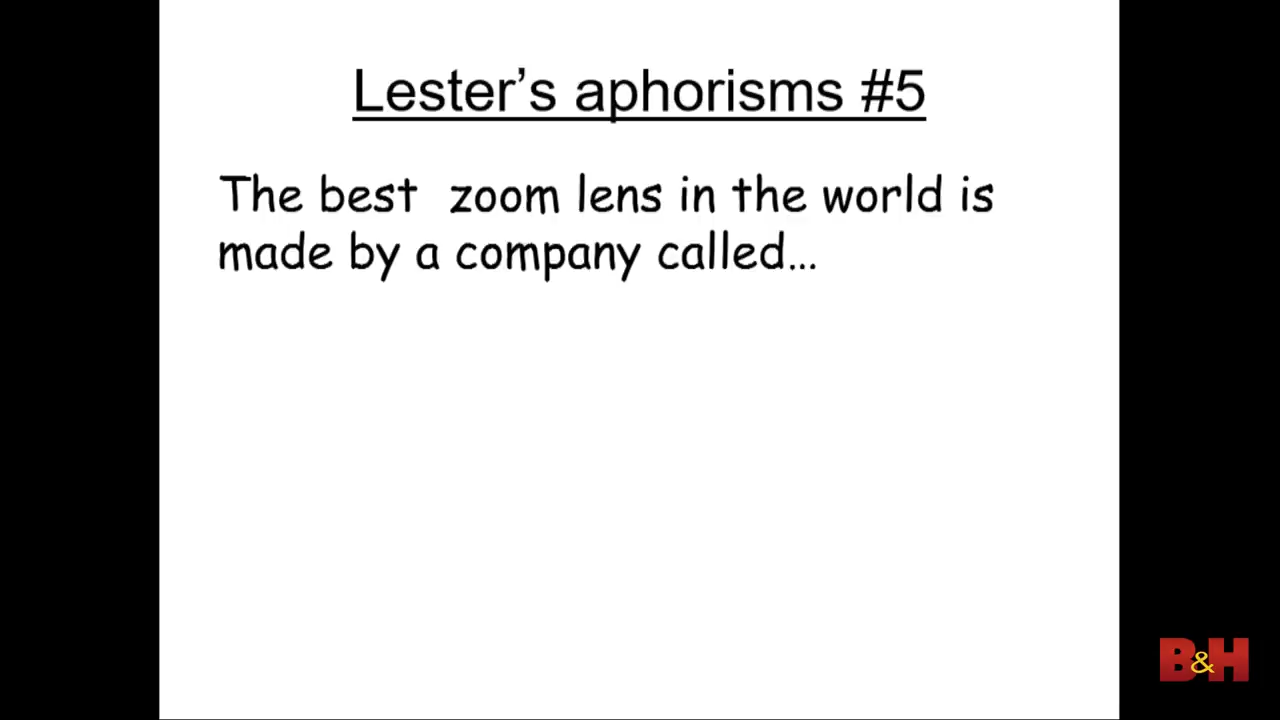 Lester’s aphorisms #5
The best  zoom lens in the world is
made by a company called...
B&H